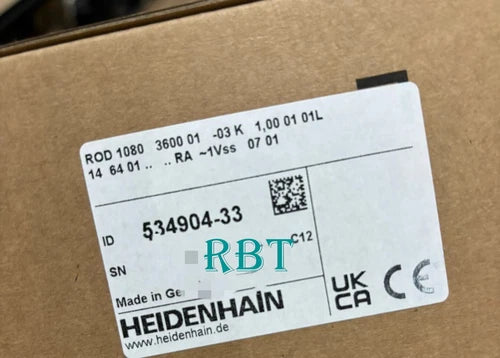 ROD 1080 3600 01 -03 K 1,00 01 01L
14 64 01 .. .. RA ~1Vss 07 01
ID 534904-33
RBT
C12
SN
Made in Ge
HEIDENHAIN
www.heidenhain.de
UK
CA CE